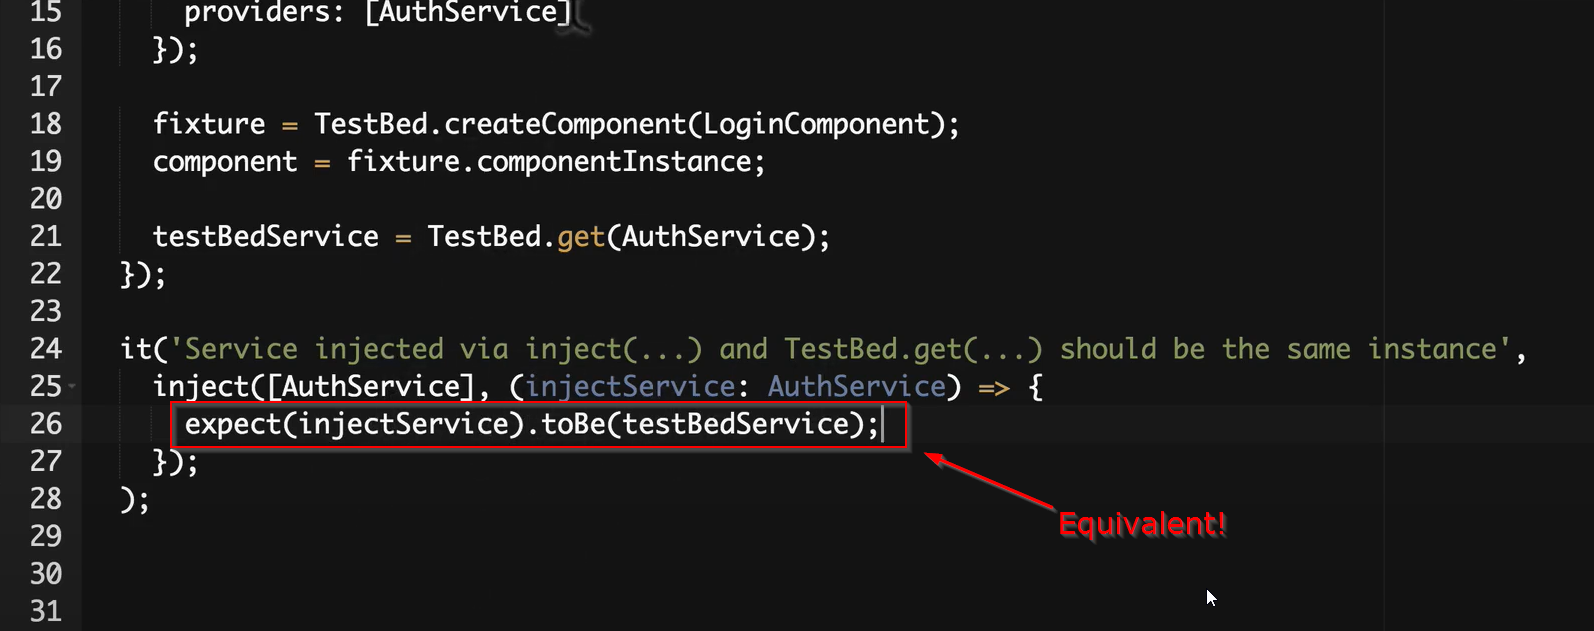 15 providers: [AuthService]
16 });
17
18 fixture = TestBed.createComponent(LoginComponent);
19 component = fixture.componentInstance;
20
21 testBedService = TestBed.get(AuthService);
22 });
23
24 it('Service injected via inject(...) and TestBed.get(...) should be the same instance',
25 inject([AuthService], (injectService: AuthService) => {
26 expect(injectService).toBe(testBedService);
27 });
28 );
Equivalent!
29
30
31